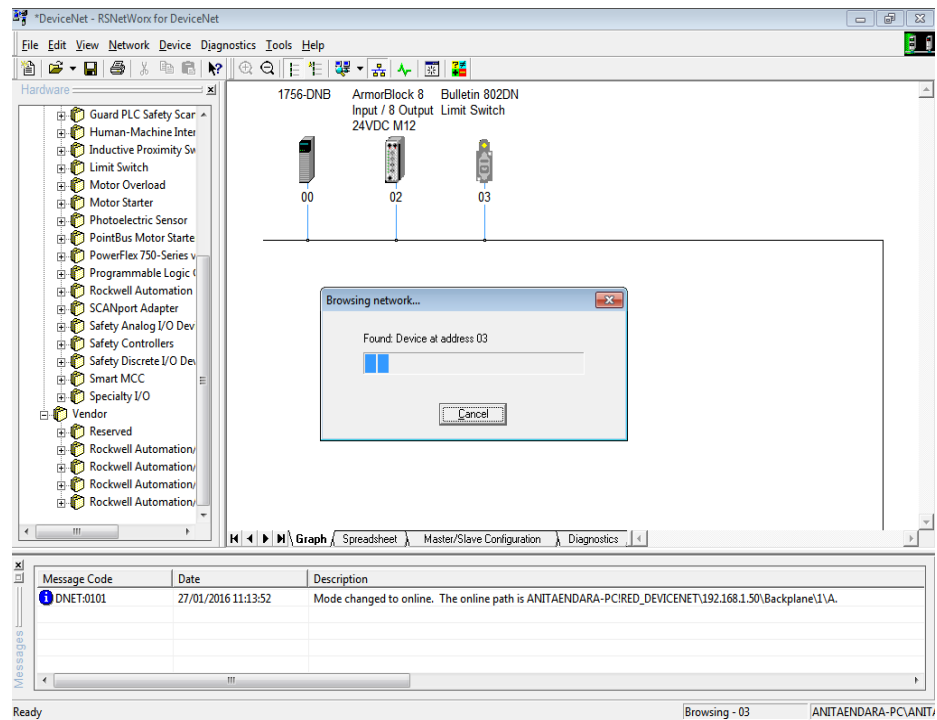 *DeviceNet - RSNetWorx for DeviceNet
File Edit View Network Device Diagnostics Tools Help
Hardware
Guard PLC Safety Scar
Human-Machine Inter
Inductive Proximity Sw
Limit Switch
Motor Overload
Motor Starter
Photoelectric Sensor
PointBus Motor Starte
PowerFlex 750-Series v
Programmable Logic
Rockwell Automation
SCANport Adapter
Safety Analog I/O Dev
Safety Controllers
Safety Discrete I/O Dev
Smart MCC
Specialty I/O
Vendor
Reserved
Rockwell Automation/
Rockwell Automation/
Rockwell Automation/
Rockwell Automation/
1756-DNB ArmorBlock 8 Bulletin 802DN
Input / 8 Output Limit Switch
24VDC M12
00 02 03
Browsing network...
Found: Device at address 03
Cancel
Graph Spreadsheet Master/Slave Configuration Diagnostics
Messages
Message Code Date Description
DNET:0101 27/01/2016 11:13:52 Mode changed to online. The online path is ANITAENDARA-PC!RED_DEVICENET\192.168.1.50\Backplane\1\A.
Ready Browsing - 03 ANITAENDARA-PC\ANITA